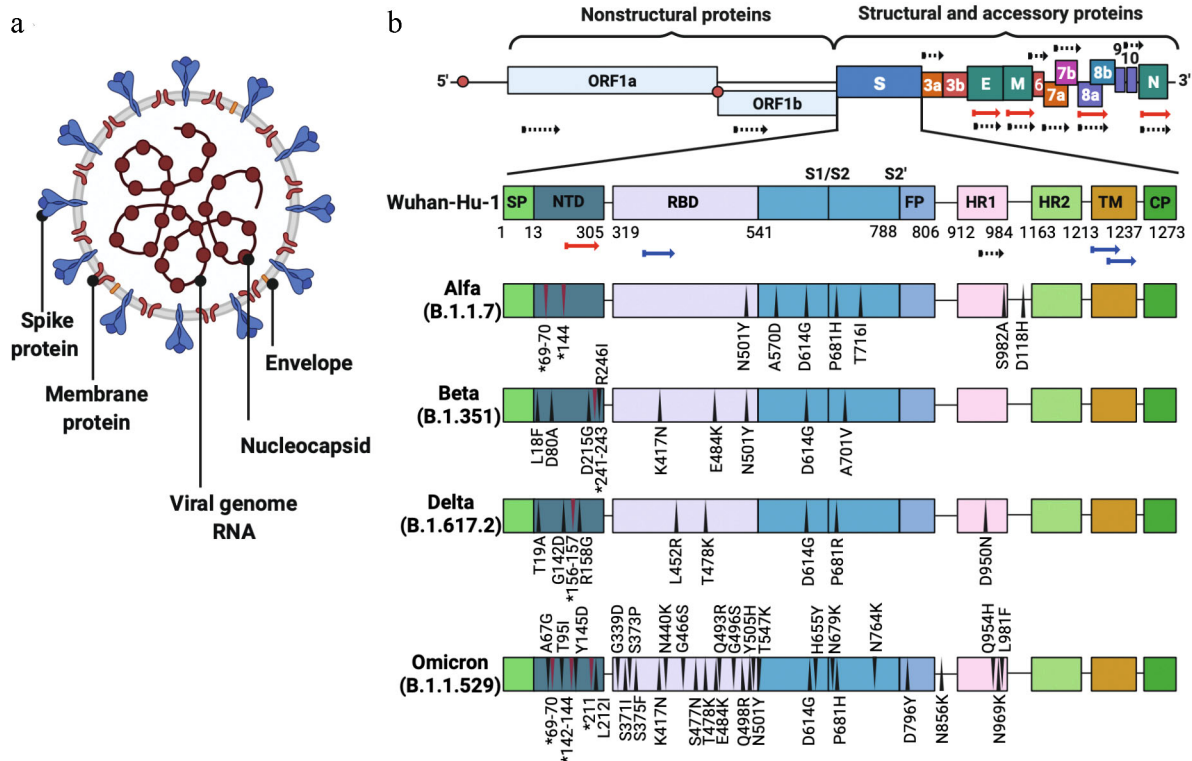 a
Spike
protein
Membrane
protein
Viral genome
RNA
Nucleocapsid
Envelope
b
Nonstructural proteins
Structural and accessory proteins
5'
ORF1a
ORF1b
S
3a
3b
E
M
6
7a
7b
8a
8b
9
10
N
3'
S1/S2
S2'
Wuhan-Hu-1
SP
NTD
RBD
FP
HR1
HR2
TM
CP
1 13 305 319 541 788 806 912 984 1163 1213 1237 1273
Alfa
(B.1.1.7)
*69-70
*144
N501Y
A570D
D614G
P681H
T716I
S982A
D118H
Beta
(B.1.351)
R246I
L18F
D80A
D215G
*241-243
K417N
E484K
N501Y
D614G
A701V
Delta
(B.1.617.2)
T19A
G142D
*156-157
R158G
L452R
T478K
D614G
P681R
D950N
Omicron
(B.1.1.529)
A67G
T95I
Y145D
G339D
S373P
N440K
G466S
Q493R
G496S
Y505H
T547K
H655Y
N679K
N764K
Q954H
L981F
*69-70
*142-144
*211
L212I
S371I
S375F
K417N
S477N
T478K
E484K
Q498R
N501Y
D614G
P681H
D796Y
N856K
N969K